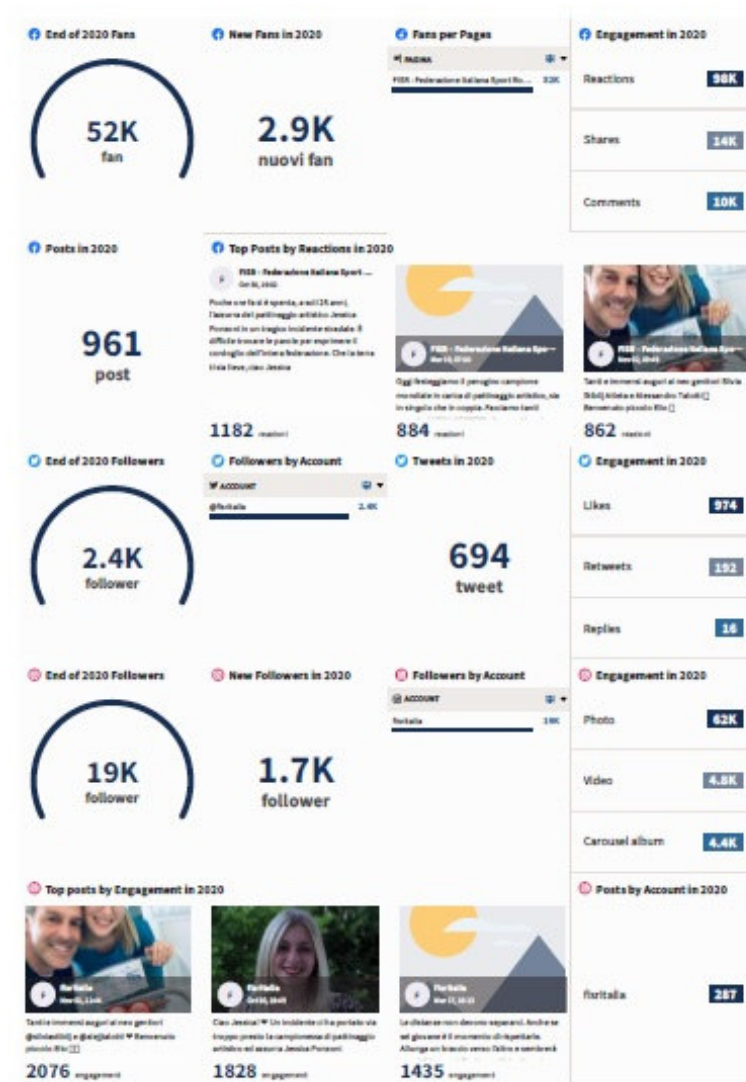 End of 2020 Fans
New Fans in 2020
Fans per Pages
Engagement in 2020
52K
fan
2.9K
nuovi fan
PAGINA
FISR - Federazione Italiana Sport Ro... 52K
Reactions 98K
Shares 14K
Comments 10K
Posts in 2020
Top Posts by Reactions in 2020
961
post
FISR - Federazione Italiana Sport ...
Poche ore fa si è spenta, a soli 25 anni,
l'azzurra del pattinaggio artistico Jessica
Ponzoni in un tragico incidente stradale. È
difficile trovare le parole per esprimere il
cordoglio dell'intera federazione. Che la terra
ti sia lieve, ciao Jessica
1182 reazioni
FISR - Federazione Italiana Spo...
Oggi festeggiamo il perugino campione
mondiale in carica di pattinaggio artistico, sia
in singolo che in coppia. Facciamo tanti
884 reazioni
FISR - Federazione Italiana Spo...
Tanti e immensi auguri ai neo genitori Silvia
Atleta e Alessandro
Benvenuto piccolo
862 reazioni
End of 2020 Followers
Followers by Account
Tweets in 2020
Engagement in 2020
2.4K
follower
ACCOUNT
@fisritalia 2.4K
694
tweet
Likes 974
Retweets 192
Replies 16
End of 2020 Followers
New Followers in 2020
Followers by Account
Engagement in 2020
19K
follower
1.7K
follower
ACCOUNT
fisritalia 19K
Photo 62K
Video 4.8K
Carousel album 4.4K
Top posts by Engagement in 2020
Posts by Account in 2020
fisritalia
Tanti e immensi auguri ai neo genitori
Benvenuto
piccolo
2076 engagement
fisritalia
Ciao Jessica! ❤ Un incidente ci ha portato via
troppo presto la campionessa di pattinaggio
artistico ed azzurra Jessica Ponzoni
1828 engagement
fisritalia
Le distanze non devono separarci. Anche se
sei giovane è il momento di rispettarle.
Allunga un braccio verso l'altro e sembrerà
1435 engagement
fisritalia 287